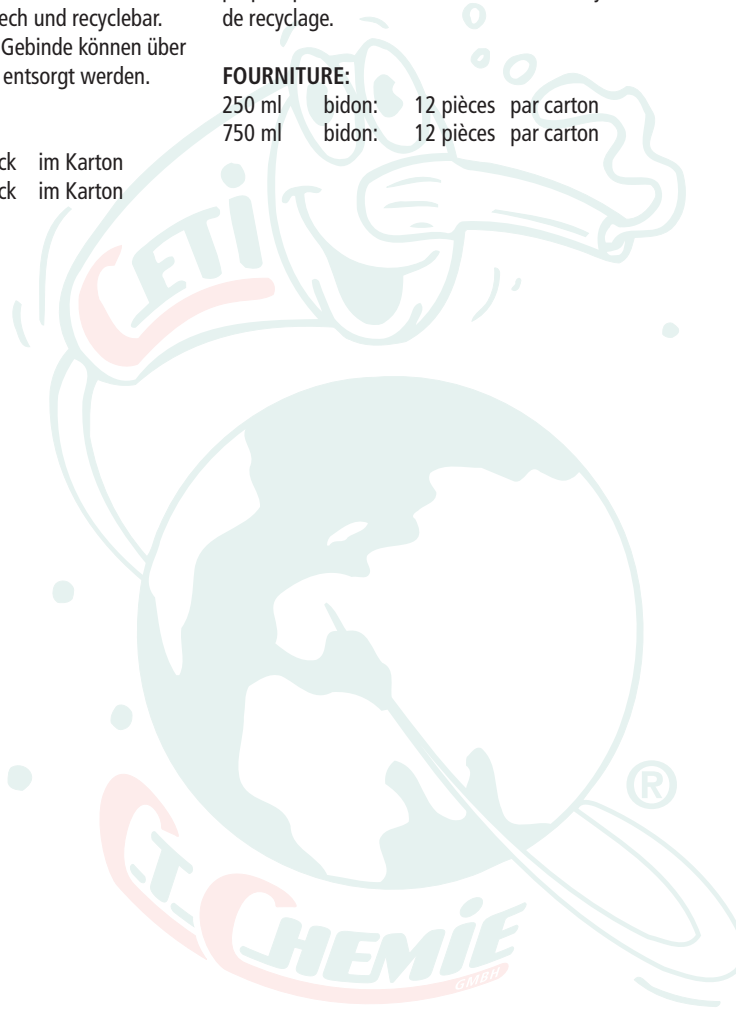 ech und recyclebar.
Gebinde können über
entsorgt werden.
ck im Karton
ck im Karton
de recyclage.
FOURNITURE:
250 ml bidon: 12 pièces par carton
750 ml bidon: 12 pièces par carton
CETI
®
C.T. CHEMIE
GMBH